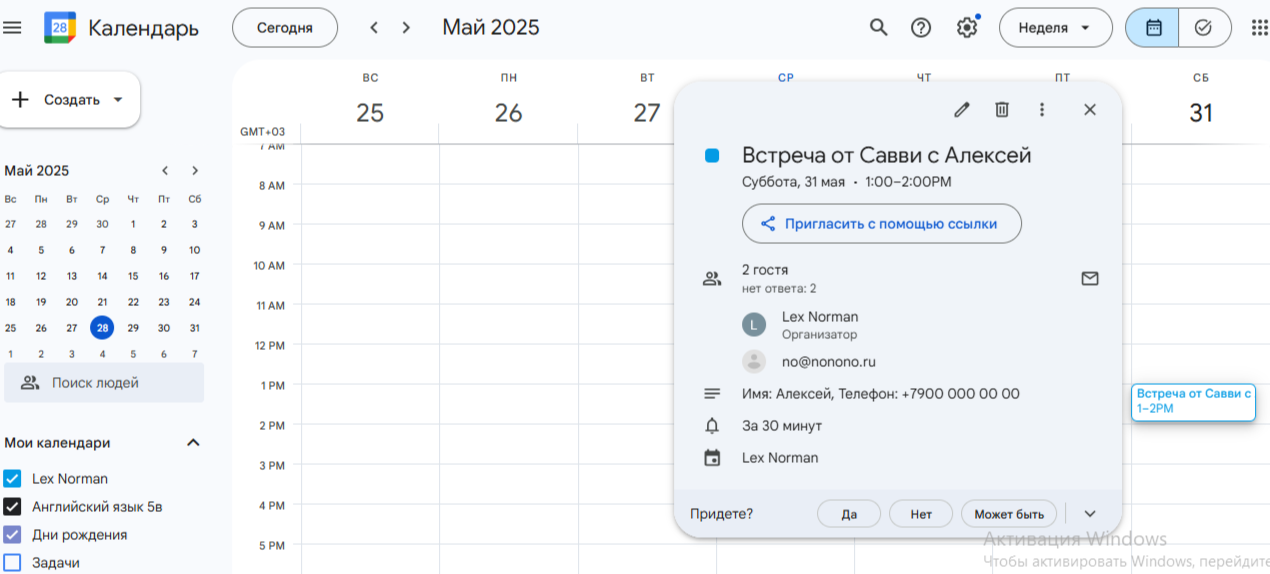 28 Календарь Сегодня Май 2025 Неделя
Создать
ВС ПН ВТ СР ЧТ ПТ СБ
25 26 27 31
GMT+03
Май 2025
Вс Пн Вт Ср Чт Пт Сб
27 28 29 30 1 2 3
4 5 6 7 8 9 10
11 12 13 14 15 16 17
18 19 20 21 22 23 24
25 26 27 28 29 30 31
1 2 3 4 5 6 7
Поиск людей
Мои календари
Lex Norman
Английский язык 5в
Дни рождения
Задачи
7 AM
8 AM
9 AM
10 AM
11 AM
12 PM
1 PM
2 PM
3 PM
4 PM
5 PM
Встреча от Савви с Алексей
Суббота, 31 мая • 1:00–2:00PM
Пригласить с помощью ссылки
2 гостя
нет ответа: 2
L
Lex Norman
Организатор
no@nonono.ru
Имя: Алексей, Телефон: +7900 000 00 00
За 30 минут
Lex Norman
Придете? Да Нет Может быть
Встреча от Савви с
1–2PM
Активация Windows
Чтобы активировать Windows, перейдите